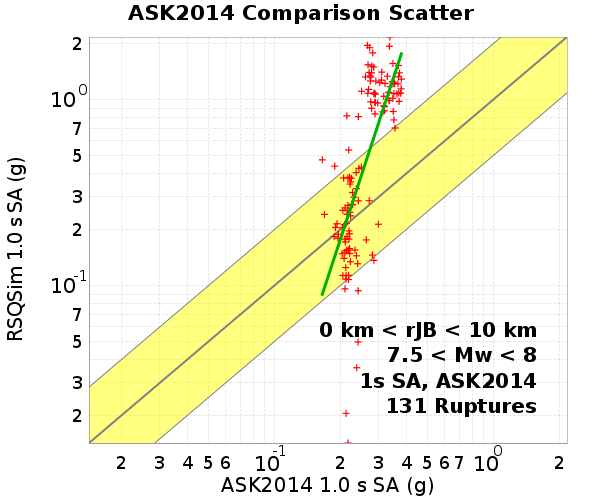 ASK2014 Comparison Scatter
RSQSim 1.0 s SA (g)
2
10^0
7
5
3
2
10^-1
7
5
3
2
0 km < rJB < 10 km
7.5 < Mw < 8
1s SA, ASK2014
131 Ruptures
2 3 4 5 6 10^-1 2 3 4 5 6 7 10^0 2
ASK2014 1.0 s SA (g)